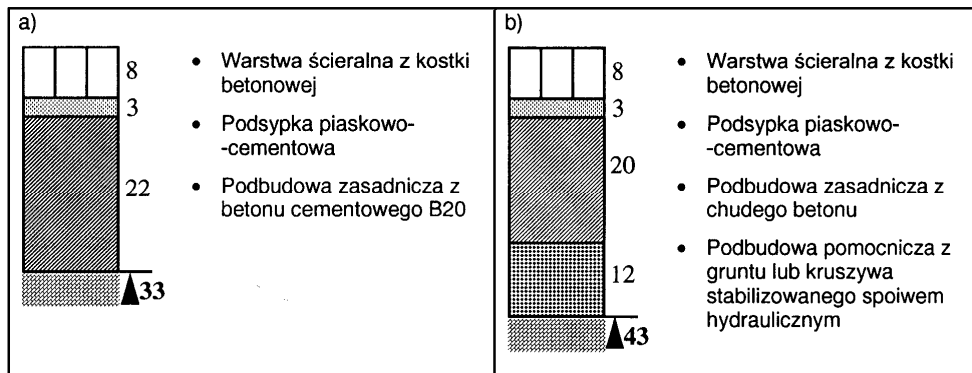 a)
8
3
22
33
• Warstwa ścieralna z kostki
betonowej
• Podsypka piaskowo-
-cementowa
• Podbudowa zasadnicza z
betonu cementowego B20
b)
8
3
20
12
43
• Warstwa ścieralna z kostki
betonowej
• Podsypka piaskowo-
-cementowa
• Podbudowa zasadnicza z
chudego betonu
• Podbudowa pomocnicza z
gruntu lub kruszywa
stabilizowanego spoiwem
hydraulicznym